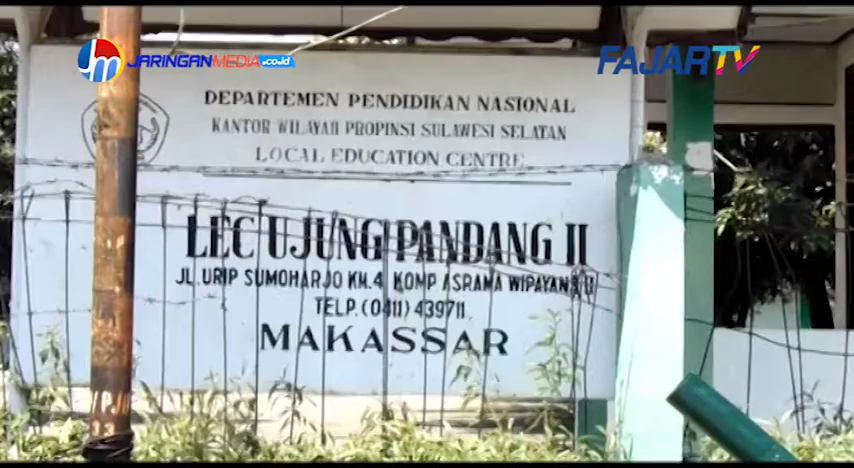 JARINGANMEDIA.co.id
FAJARTV
DEPARTEMEN PENDIDIKAN NASIONAL
KANTOR WILAYAH PROPINSI SULAWESI SELATAN
LOCAL EDUCATION CENTRE
LEC UJUNG PANDANG II
JL. URIP SUMOHARJO KM.4 KOMP ASRAMA WIPAYANA II
TELP. (0411) 439711
MAKASSAR